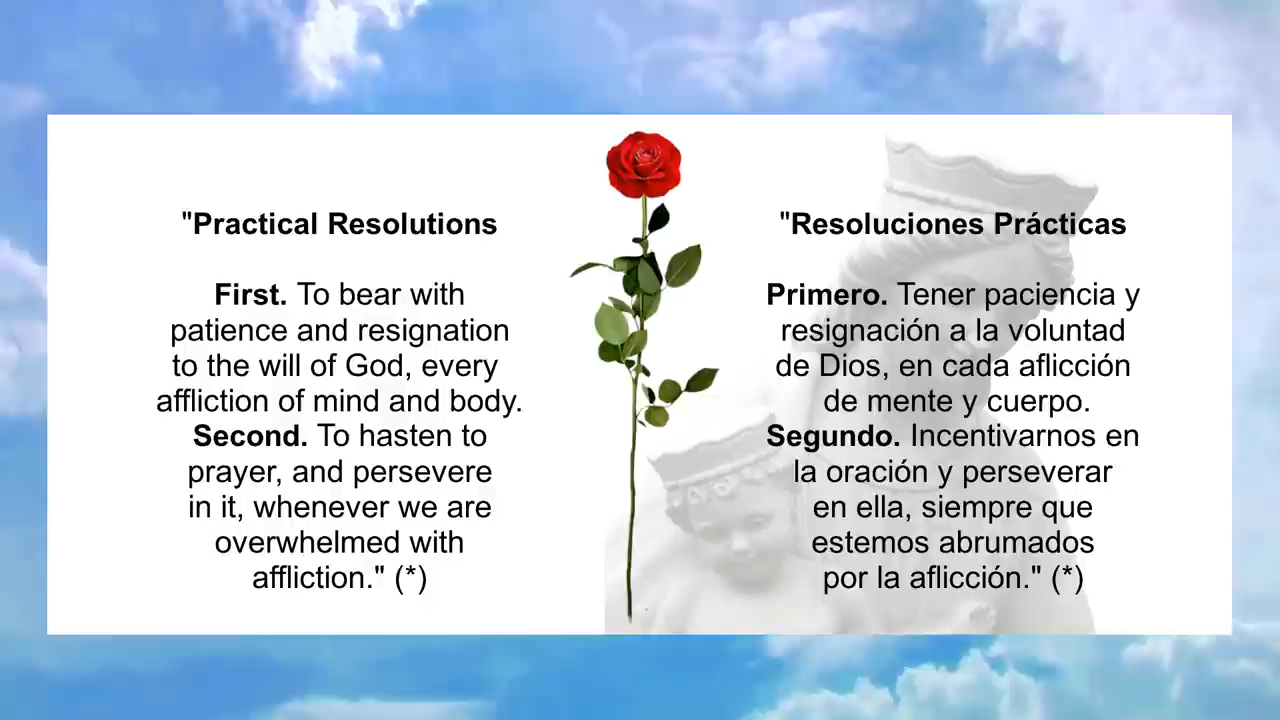 "Practical Resolutions
First. To bear with
patience and resignation
to the will of God, every
affliction of mind and body.
Second. To hasten to
prayer, and persevere
in it, whenever we are
overwhelmed with
affliction." (*)
"Resoluciones Prácticas
Primero. Tener paciencia y
resignación a la voluntad
de Dios, en cada aflicción
de mente y cuerpo.
Segundo. Incentivarnos en
la oración y perseverar
en ella, siempre que
estemos abrumados
por la aflicción." (*)